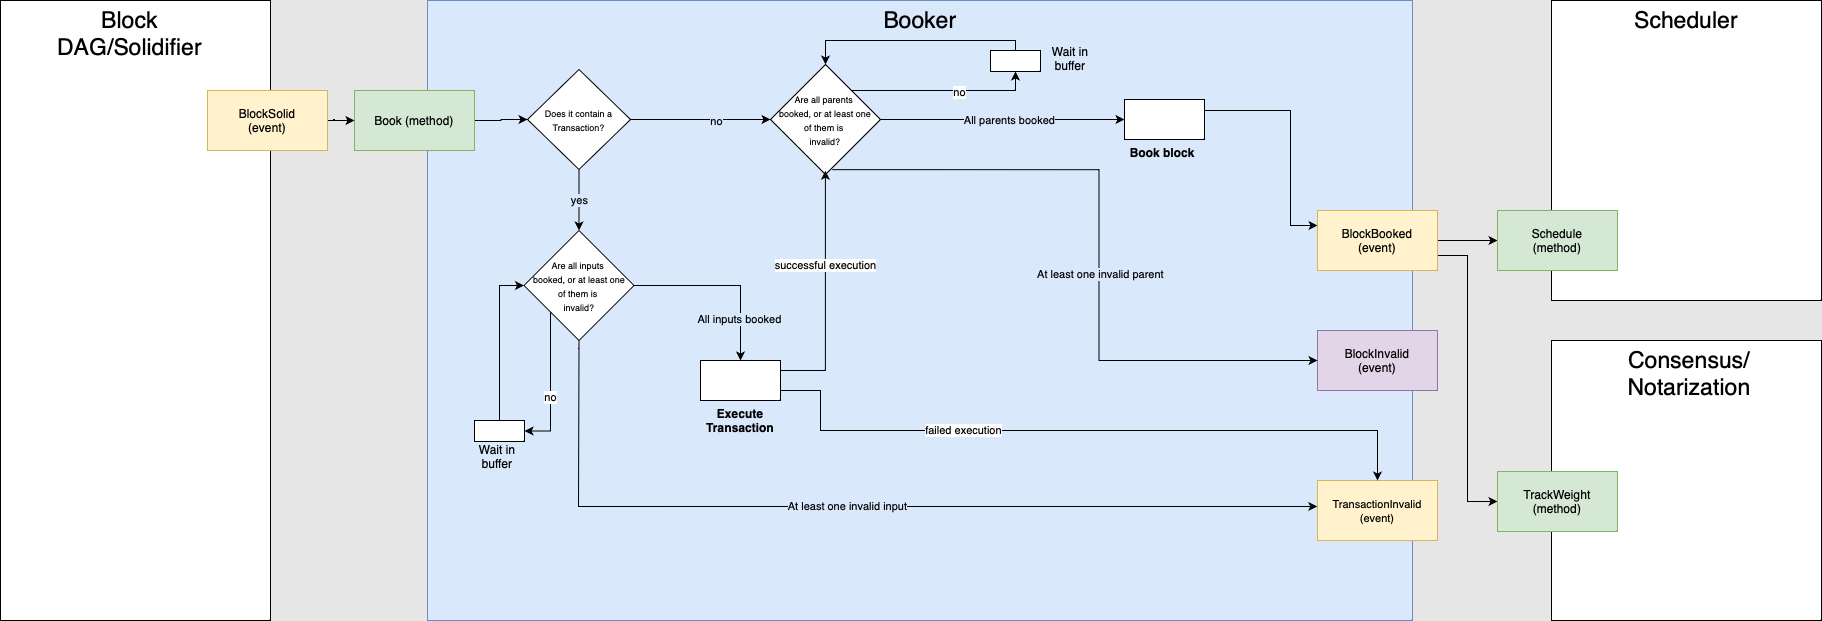 Block
DAG/Solidifier
Booker
Scheduler
Wait in
buffer
BlockSolid
(event)
Book (method)
Does it contain a
Transaction?
no
Are all parents
booked, or at least one
of them is
invalid?
no
All parents booked
Book block
yes
Are all inputs
booked, or at least one
of them is
invalid?
successful execution
At least one invalid parent
BlockBooked
(event)
Schedule
(method)
All inputs booked
BlockInvalid
(event)
Consensus/
Notarization
no
Execute
Transaction
failed execution
Wait in
buffer
At least one invalid input
TransactionInvalid
(event)
TrackWeight
(method)